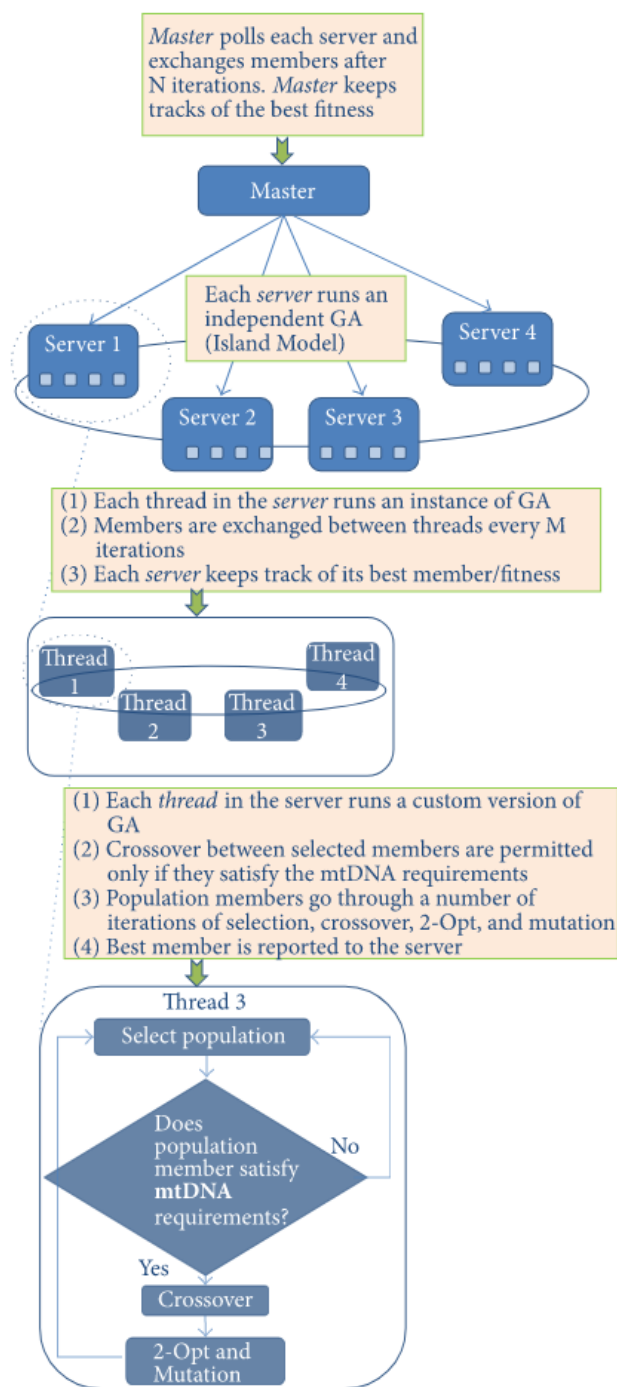 Master polls each server and
exchanges members after
N iterations. Master keeps
tracks of the best fitness
Master
Each server runs an
independent GA
(Island Model)
Server 1
Server 4
Server 2
Server 3
(1) Each thread in the server runs an instance of GA
(2) Members are exchanged between threads every M
iterations
(3) Each server keeps track of its best member/fitness
Thread
1
Thread
4
Thread
2
Thread
3
(1) Each thread in the server runs a custom version of
GA
(2) Crossover between selected members are permitted
only if they satisfy the mtDNA requirements
(3) Population members go through a number of
iterations of selection, crossover, 2-Opt, and mutation
(4) Best member is reported to the server
Thread 3
Select population
Does
population
member satisfy
mtDNA
requirements?
No
Yes
Crossover
2-Opt and
Mutation